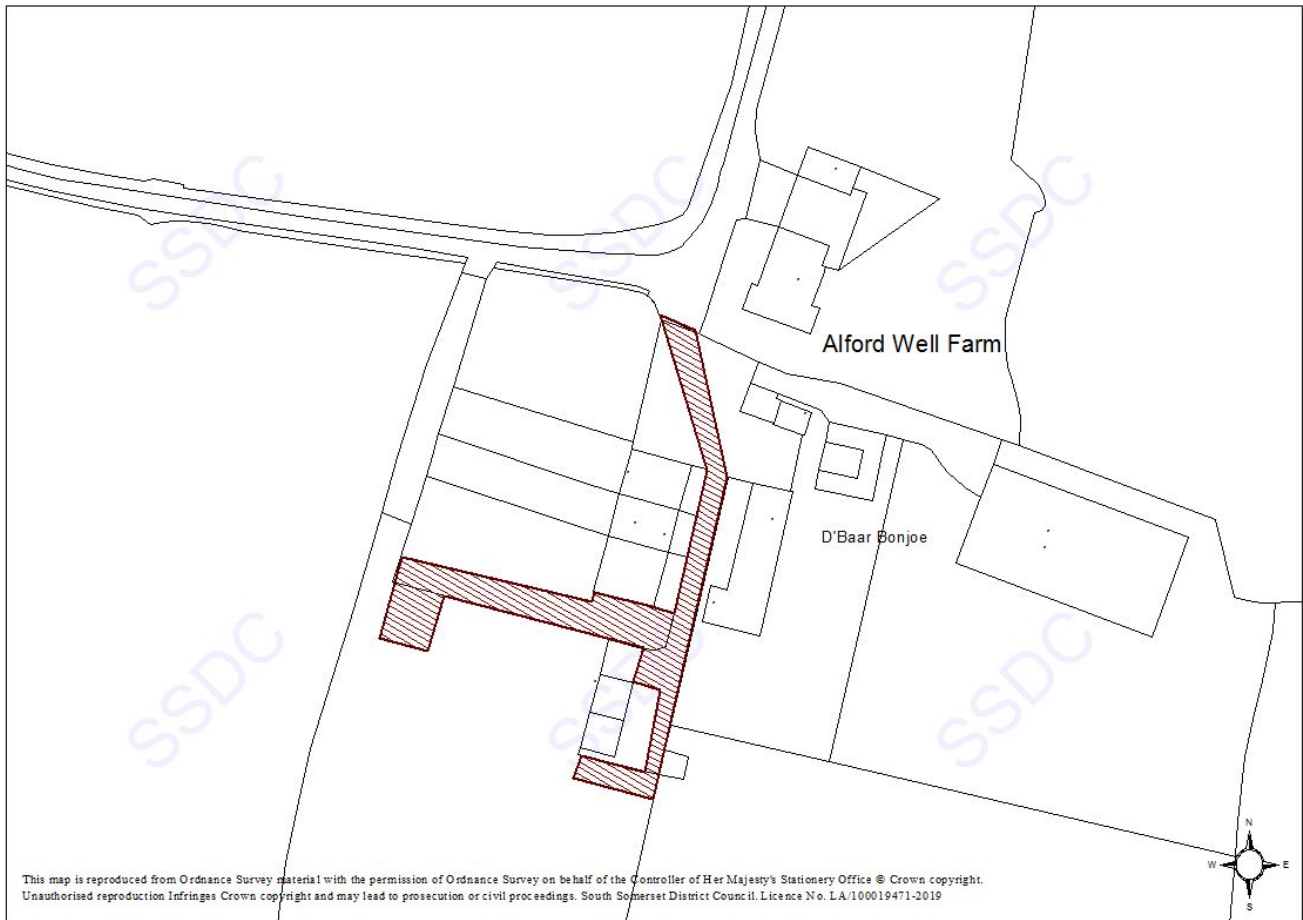 SSDC
SSDC
SSDC
Alford Well Farm
D'Baar Bonjoe
SSDC
SSDC
SSDC
N
W
E
S
This map is reproduced from Ordnance Survey material with the permission of Ordnance Survey on behalf of the Controller of Her Majesty's Stationery Office © Crown copyright.
Unauthorised reproduction Infringes Crown copyright and may lead to prosecution or civil proceedings. South Somerset District Council. Licence No. LA/100019471-2019